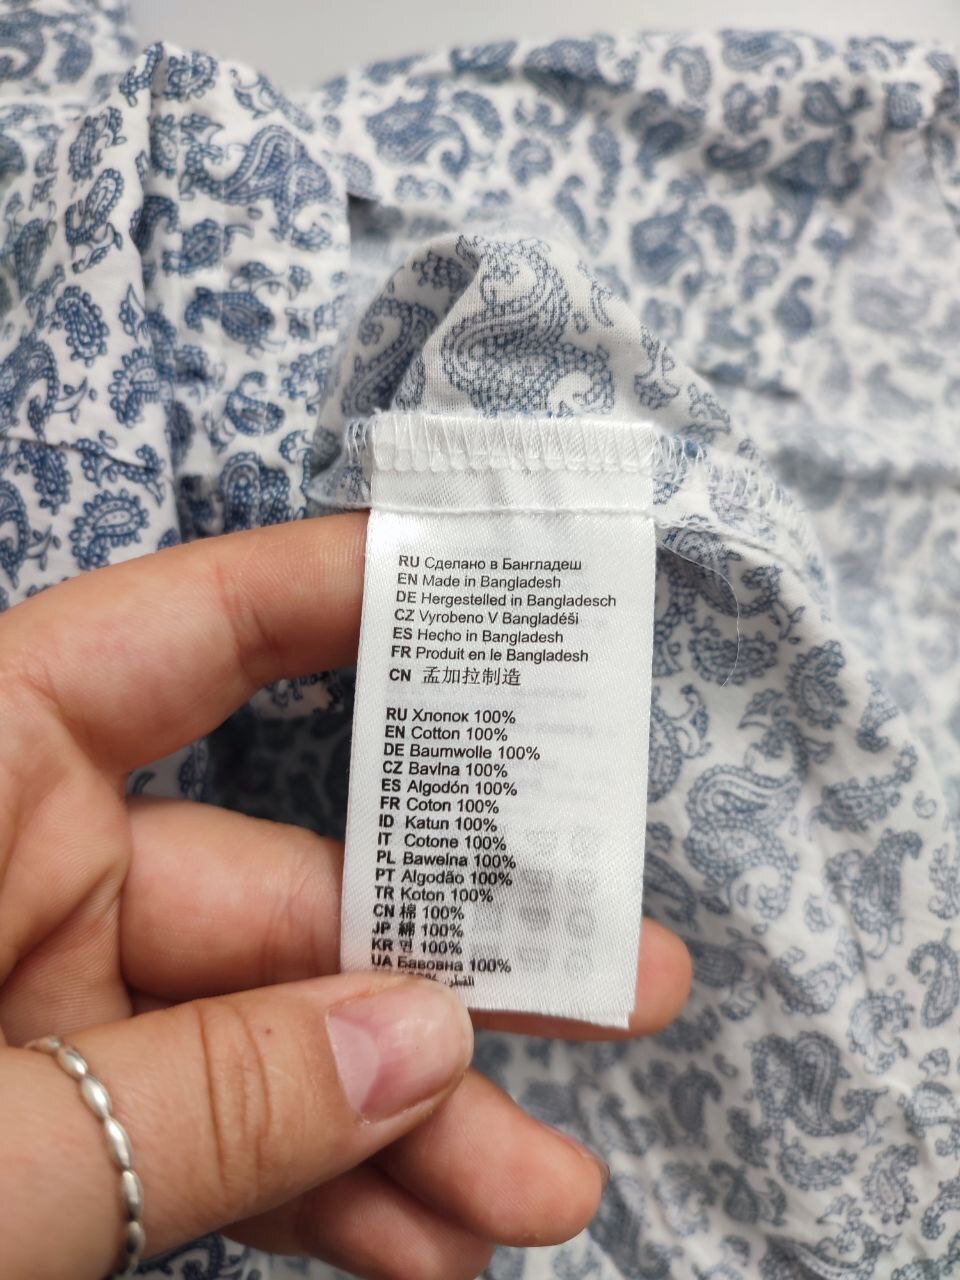 RU Сделано в Бангладеш
EN Made in Bangladesh
DE Hergestelled in Bangladesch
CZ Vyrobeno V Bangladéši
ES Hecho in Bangladesh
FR Produit en le Bangladesh
CN 孟加拉制造
RU Хлопок 100%
EN Cotton 100%
DE Baumwolle 100%
CZ Bavlna 100%
ES Algodón 100%
FR Coton 100%
ID Katun 100%
IT Cotone 100%
PL Bawełna 100%
PT Algodão 100%
TR Koton 100%
CN 棉 100%
JP 綿 100%
KR 면 100%
UA Бавовна 100%
القطن 100%